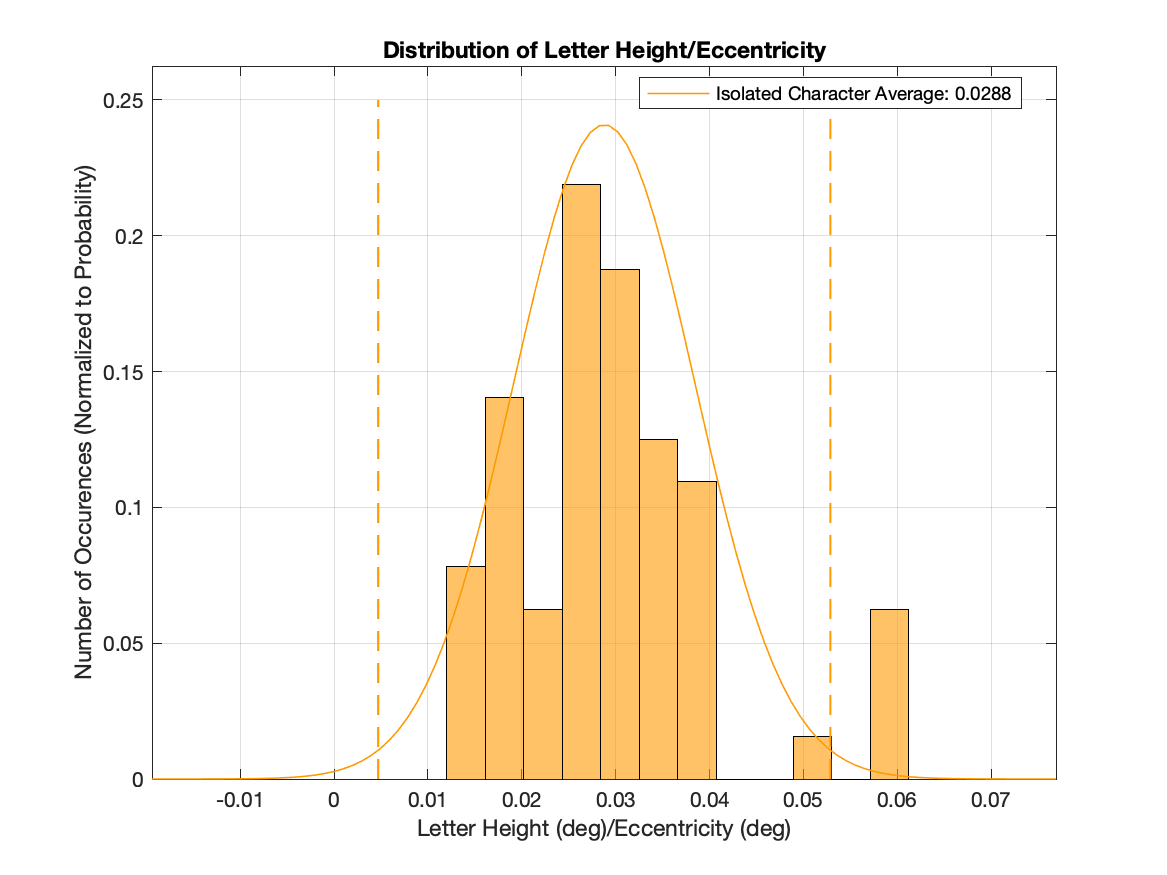 Distribution of Letter Height/Eccentricity
Isolated Character Average: 0.0288
Number of Occurences (Normalized to Probability)
0.25
0.2
0.15
0.1
0.05
0
-0.01 0 0.01 0.02 0.03 0.04 0.05 0.06 0.07
Letter Height (deg)/Eccentricity (deg)